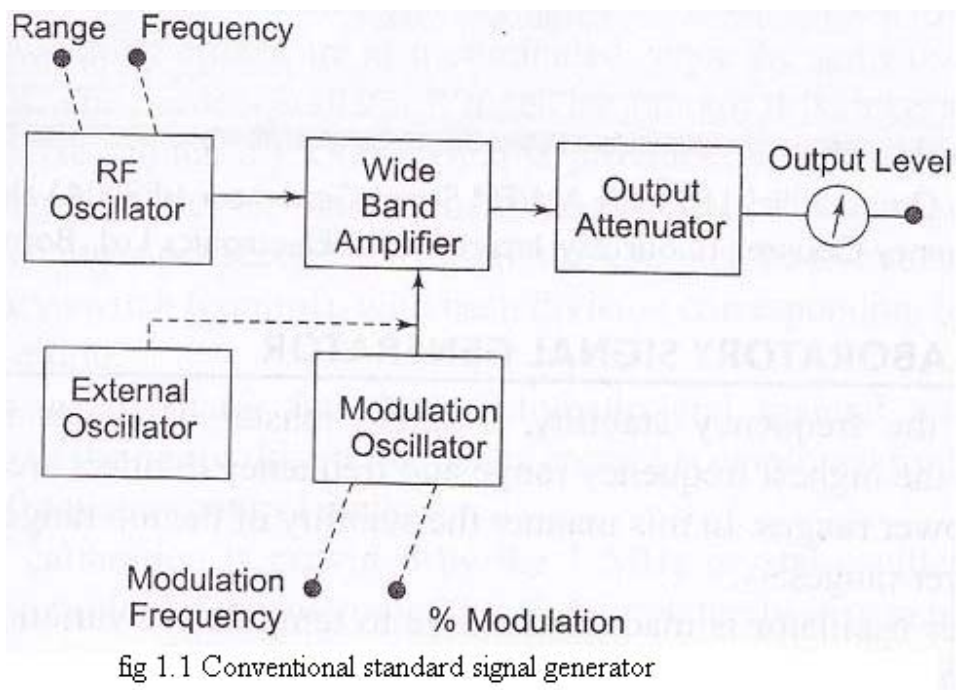 Range Frequency
RF
Oscillator
Wide
Band
Amplifier
Output
Attenuator
Output Level
External
Oscillator
Modulation
Oscillator
Modulation
Frequency
% Modulation
fig 1.1 Conventional standard signal generator